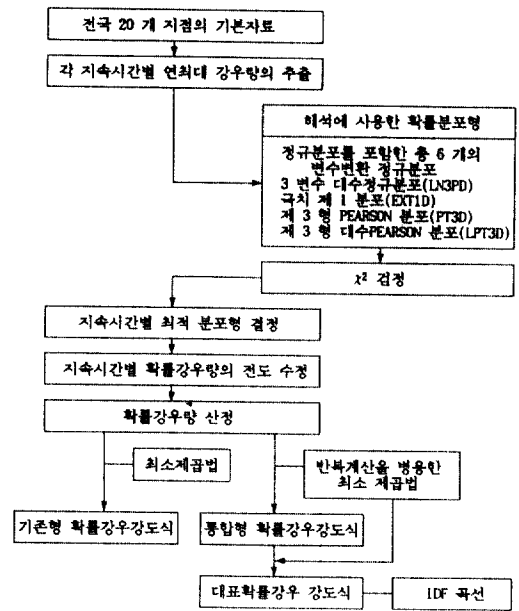 전국 20 개 지점의 기본자료
각 지속시간별 연최대 강우량의 추출
해석에 사용한 확률분포형
정규분포를 포함한 총 6 개의
변수변환 정규분포
3 변수 대수정규분포(LN3PD)
극치 제 1 분포(EXT1D)
제 3 형 PEARSON 분포(PT3D)
제 3 형 대수PEARSON 분포(LPT3D)
χ² 검정
지속시간별 최적 분포형 결정
지속시간별 확률강우량의 전도 수정
확률강우량 산정
최소제곱법
반복계산을 병용한
최소 제곱법
기존형 확률강우강도식
통합형 확률강우강도식
대표확률강우 강도식
IDF 곡선